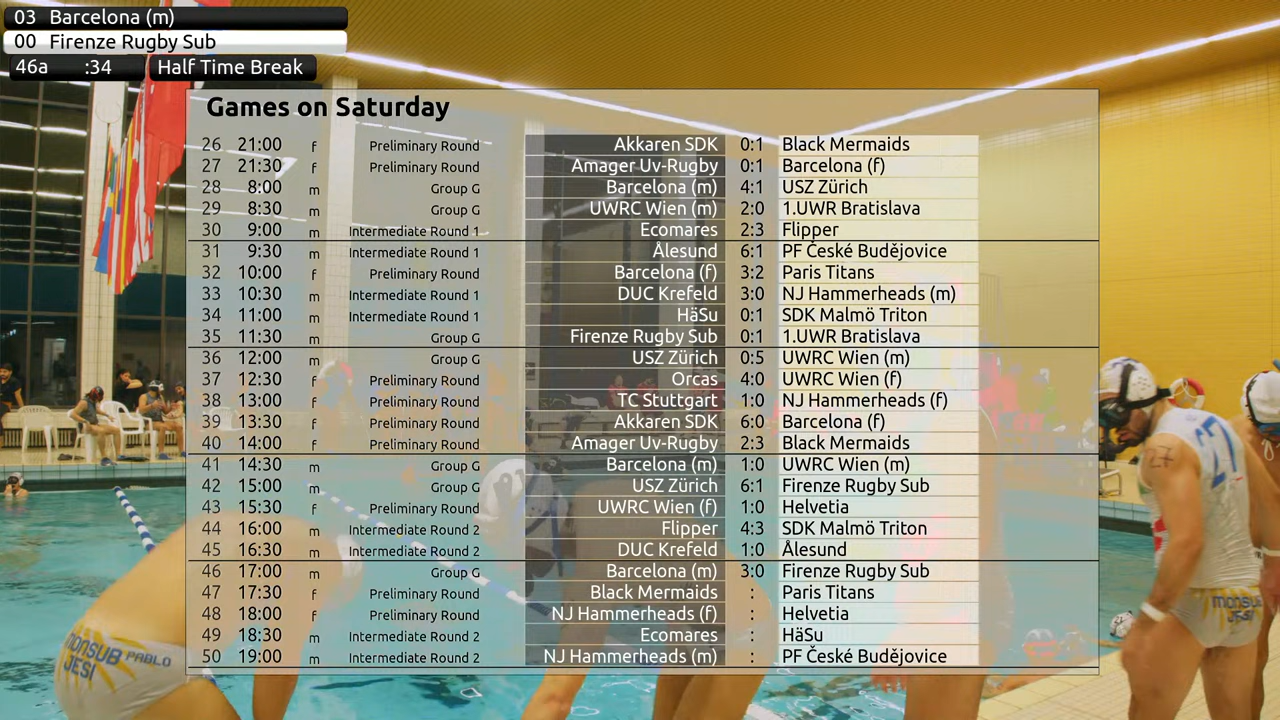 03 Barcelona (m)
00 Firenze Rugby Sub
46a :34 Half Time Break
Games on Saturday
26 21:00 f Preliminary Round Akkaren SDK 0:1 Black Mermaids
27 21:30 f Preliminary Round Amager Uv-Rugby 0:1 Barcelona (f)
28 8:00 m Group G Barcelona (m) 4:1 USZ Zürich
29 8:30 m Group G UWRC Wien (m) 2:0 1.UWR Bratislava
30 9:00 m Intermediate Round 1 Ecomares 2:3 Flipper
31 9:30 m Intermediate Round 1 Ålesund 6:1 PF České Budějovice
32 10:00 f Preliminary Round Barcelona (f) 3:2 Paris Titans
33 10:30 m Intermediate Round 1 DUC Krefeld 3:0 NJ Hammerheads (m)
34 11:00 m Intermediate Round 1 HäSu 0:1 SDK Malmö Triton
35 11:30 m Group G Firenze Rugby Sub 0:1 1.UWR Bratislava
36 12:00 m Group G USZ Zürich 0:5 UWRC Wien (m)
37 12:30 f Preliminary Round Orcas 4:0 UWRC Wien (f)
38 13:00 f Preliminary Round TC Stuttgart 1:0 NJ Hammerheads (f)
39 13:30 f Preliminary Round Akkaren SDK 6:0 Barcelona (f)
40 14:00 f Preliminary Round Amager Uv-Rugby 2:3 Black Mermaids
41 14:30 m Group G Barcelona (m) 1:0 UWRC Wien (m)
42 15:00 m Group G USZ Zürich 6:1 Firenze Rugby Sub
43 15:30 f Preliminary Round UWRC Wien (f) 1:0 Helvetia
44 16:00 m Intermediate Round 2 Flipper 4:3 SDK Malmö Triton
45 16:30 m Intermediate Round 2 DUC Krefeld 1:0 Ålesund
46 17:00 m Group G Barcelona (m) 3:0 Firenze Rugby Sub
47 17:30 f Preliminary Round Black Mermaids : Paris Titans
48 18:00 f Preliminary Round NJ Hammerheads (f) : Helvetia
49 18:30 m Intermediate Round 2 Ecomares : HäSu
50 19:00 m Intermediate Round 2 NJ Hammerheads (m) : PF České Budějovice
27
27
monsub
JESI
PABLO
monsub
JESI